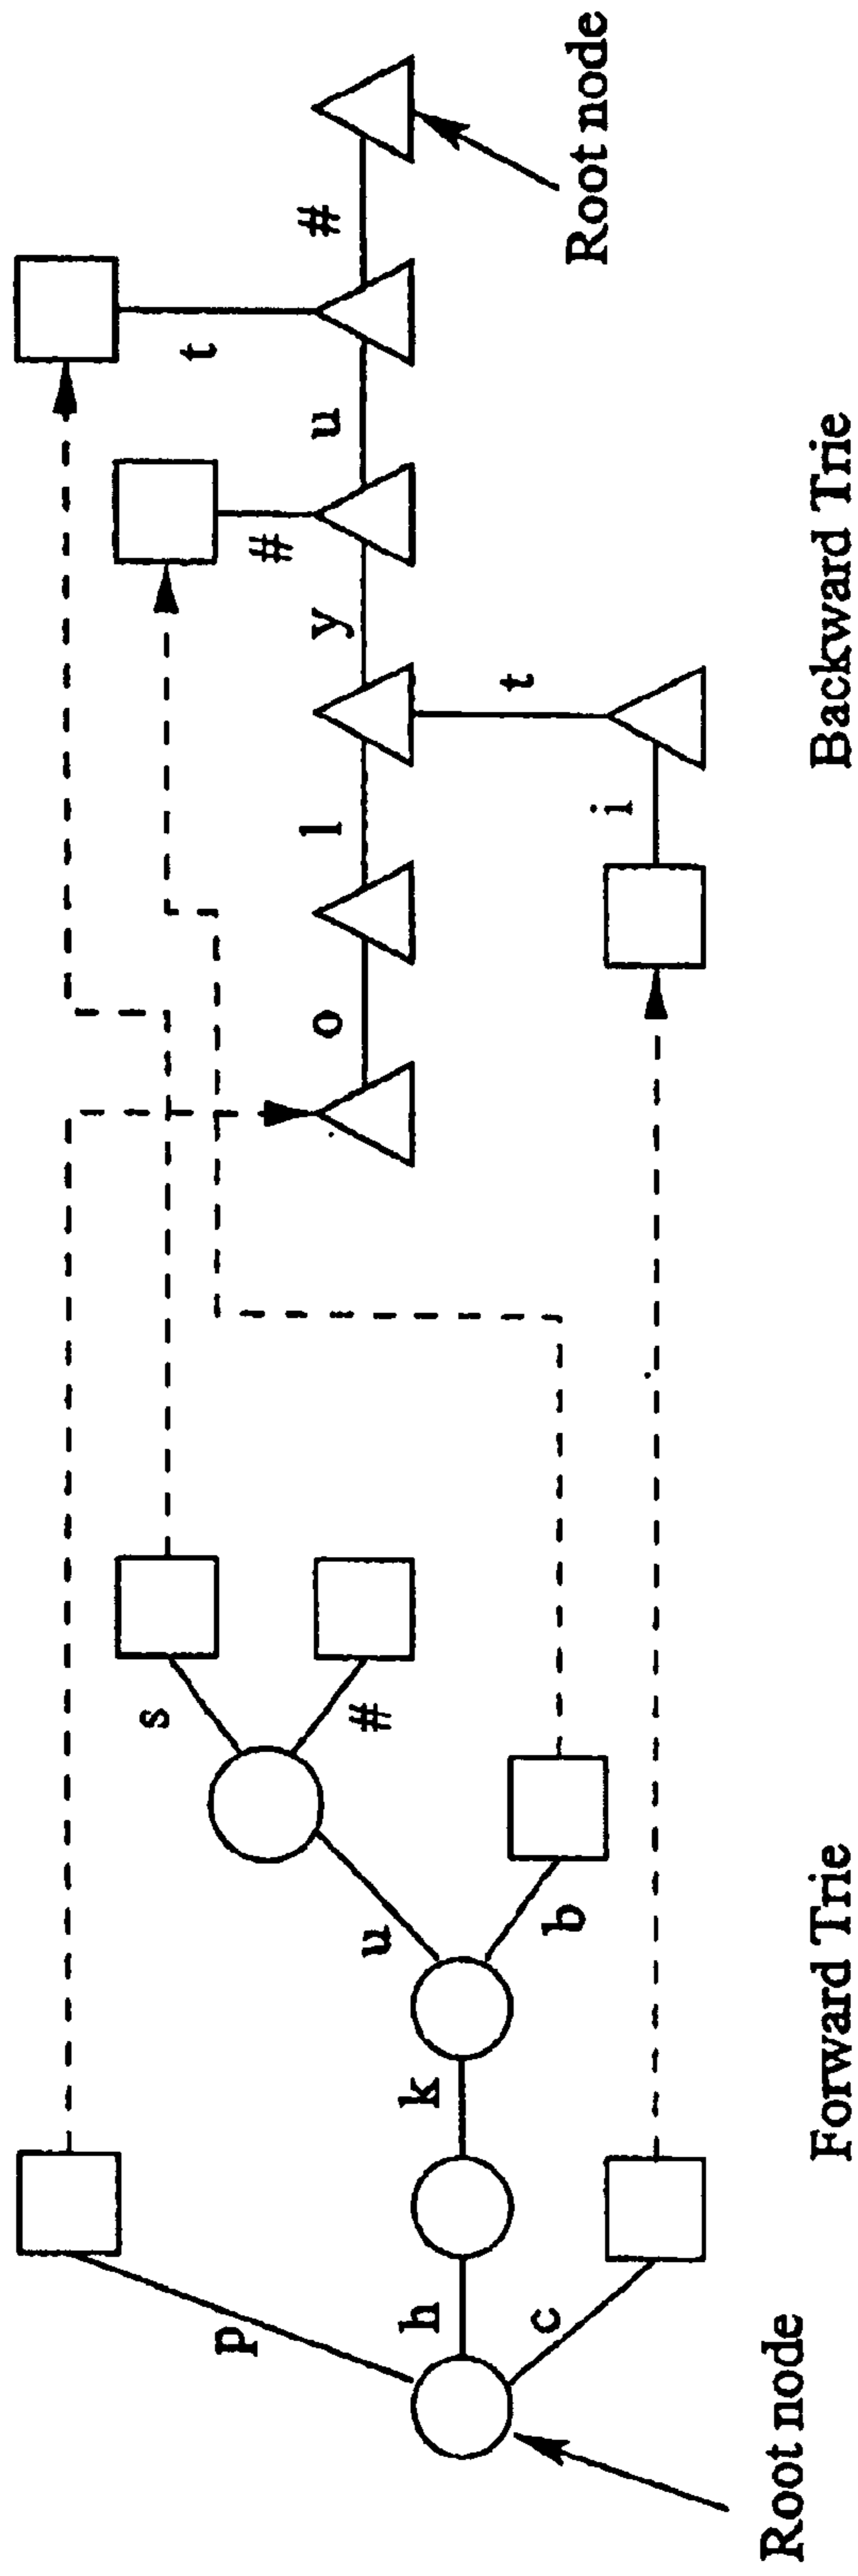 s
t
p
#
o l y u #
#
u
h k
t
c
b
Root node
i
Root node
Forward Trie Backward Trie